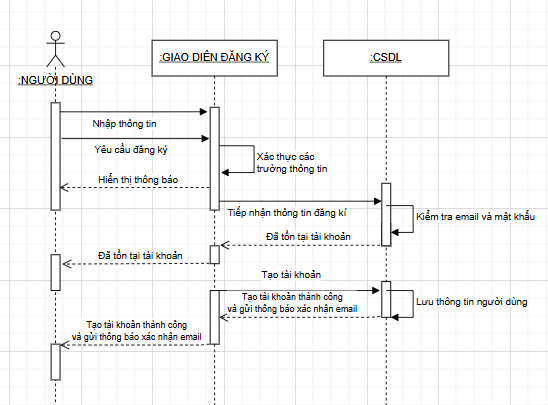 :NGƯỜI DÙNG
:GIAO DIỆN ĐĂNG KÝ
:CSDL
Nhập thông tin
Yêu cầu đăng ký
Xác thực các
trường thông tin
Hiển thị thông báo
Tiếp nhận thông tin đăng kí
Kiểm tra email và mật khẩu
Đã tồn tại tài khoản
Đã tồn tại tài khoản
Tạo tài khoản
Tạo tài khoản thành công
và gửi thông báo xác nhận email
Lưu thông tin người dùng
Tạo tài khoản thành công
và gửi thông báo xác nhận email